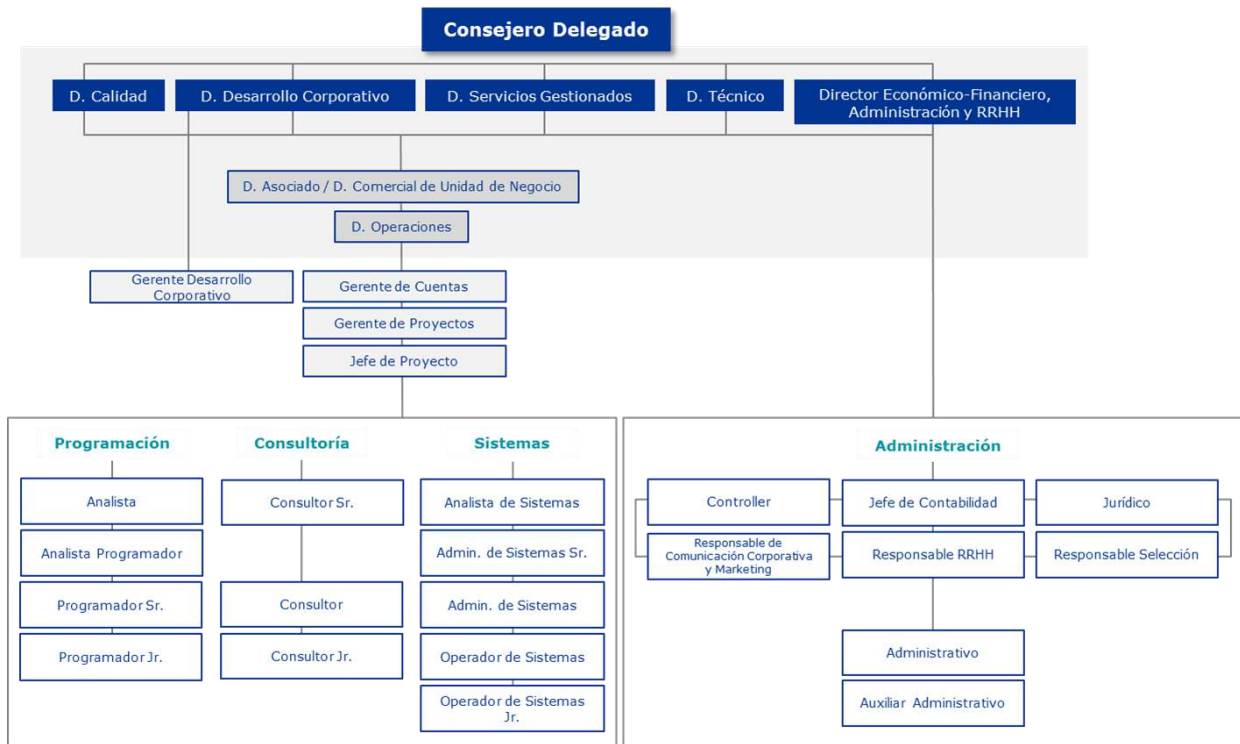 Consejero Delegado
D. Calidad
D. Desarrollo Corporativo
D. Servicios Gestionados
D. Técnico
Director Económico-Financiero,
Administración y RRHH
D. Asociado / D. Comercial de Unidad de Negocio
D. Operaciones
Gerente Desarrollo
Corporativo
Gerente de Cuentas
Gerente de Proyectos
Jefe de Proyecto
Programación
Analista
Analista Programador
Programador Sr.
Programador Jr.
Consultoría
Consultor Sr.
Consultor
Consultor Jr.
Sistemas
Analista de Sistemas
Admin. de Sistemas Sr.
Admin. de Sistemas
Operador de Sistemas
Operador de Sistemas
Jr.
Administración
Controller
Jefe de Contabilidad
Jurídico
Responsable de
Comunicación Corporativa
y Marketing
Responsable RRHH
Responsable Selección
Administrativo
Auxiliar Administrativo